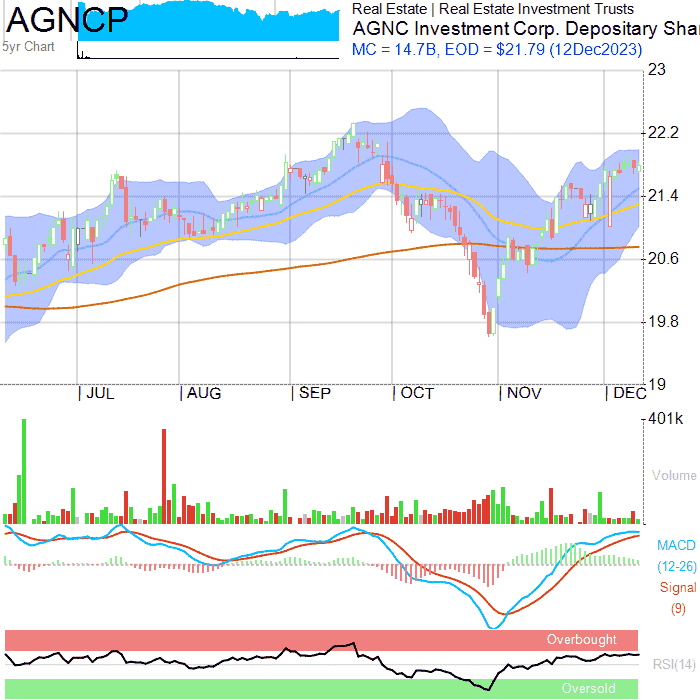 AGNCP
5yr Chart
Real Estate | Real Estate Investment Trusts
AGNC Investment Corp. Depositary Shar
MC = 14.7B, EOD = $21.79 (12Dec2023)
23
22.2
21.4
20.6
19.8
19
| JUL | AUG | SEP | OCT | NOV | DEC
401k
Volume
MACD
(12-26)
Signal
(9)
Overbought
RSI(14)
Oversold